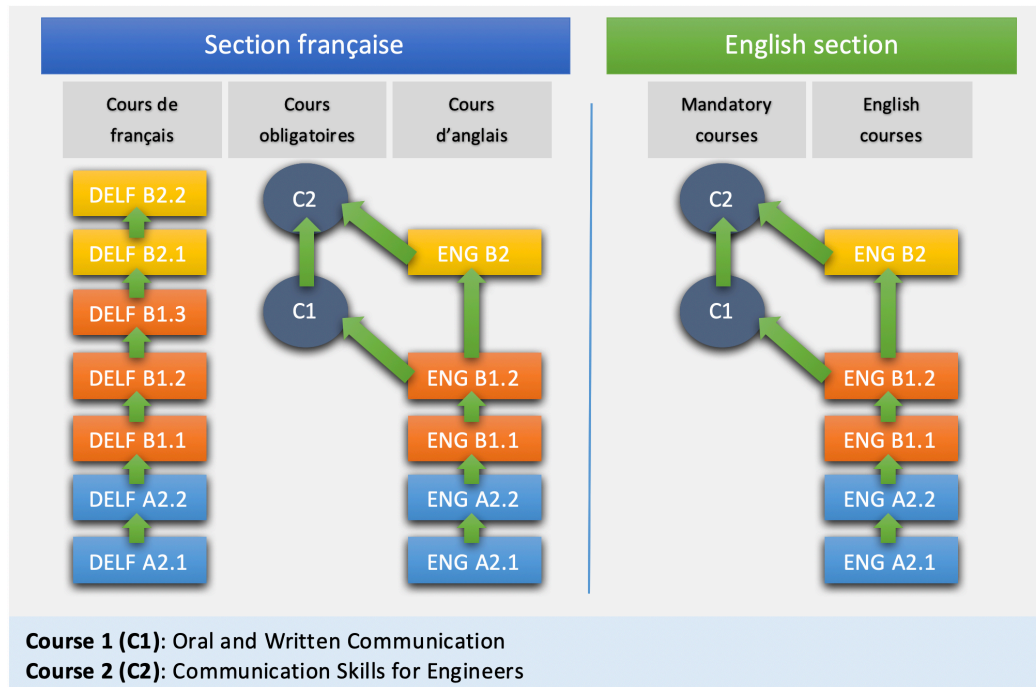 Section française
English section
Cours de
français
Cours
obligatoires
Cours
d’anglais
Mandatory
courses
English
courses
DELF B2.2
DELF B2.1
DELF B1.3
DELF B1.2
DELF B1.1
DELF A2.2
DELF A2.1
C2
C1
ENG B2
ENG B1.2
ENG B1.1
ENG A2.2
ENG A2.1
C2
C1
ENG B2
ENG B1.2
ENG B1.1
ENG A2.2
ENG A2.1
Course 1 (C1): Oral and Written Communication
Course 2 (C2): Communication Skills for Engineers